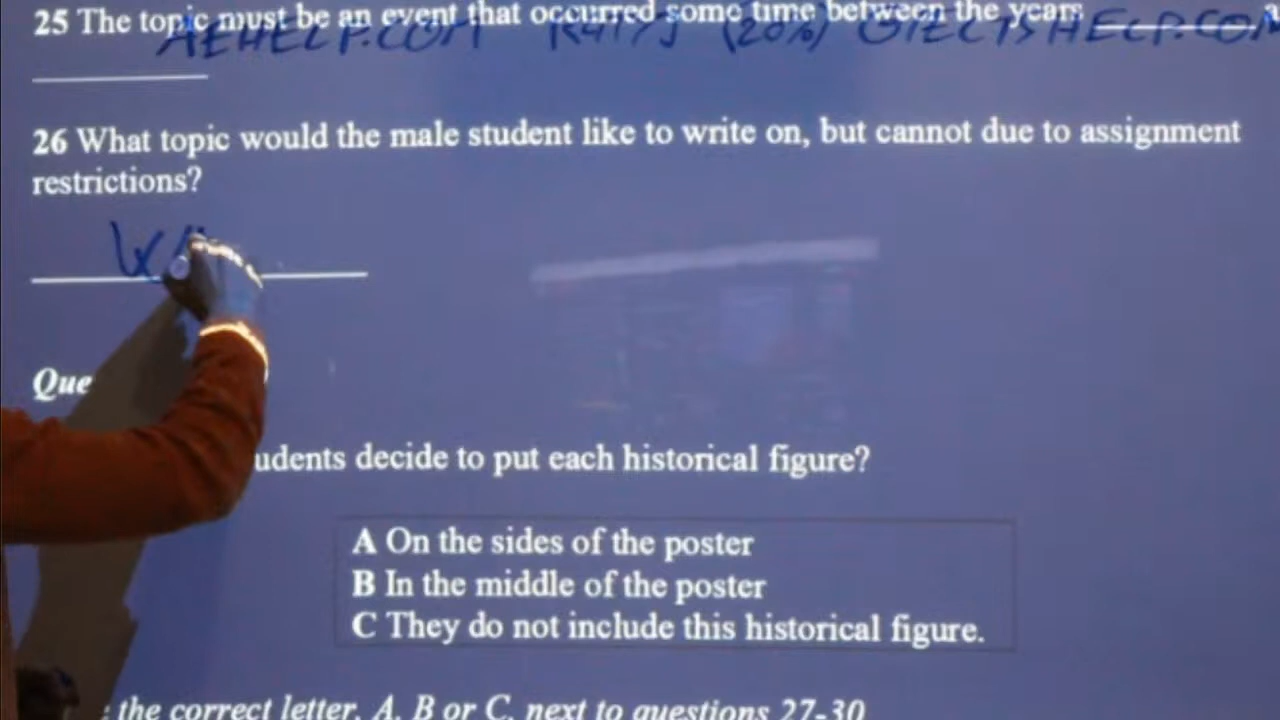 25 The topic must be an event that occurred some time between the years
AEHELP.COM (20%)
26 What topic would the male student like to write on, but cannot due to assignment
restrictions?
Que
udents decide to put each historical figure?
A On the sides of the poster
B In the middle of the poster
C They do not include this historical figure.
the correct letter, A, B or C, next to questions 27-30